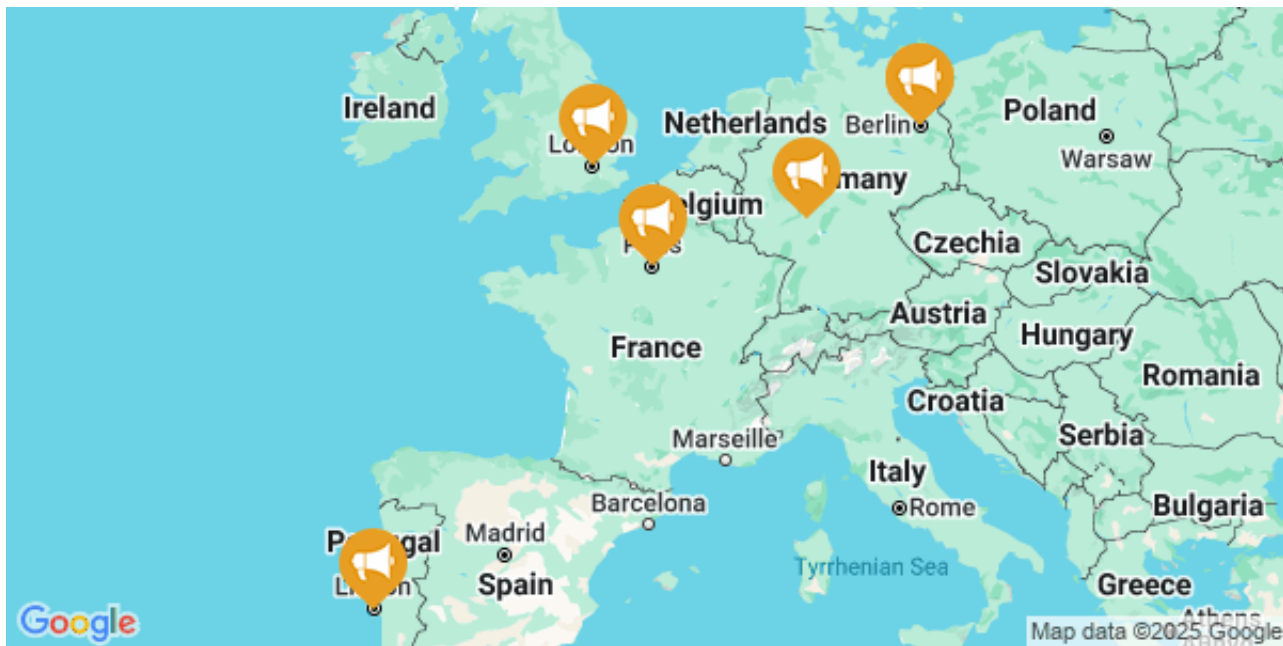 Ireland
Netherlands
Berlin
Poland
Warsaw
Czechia
Slovakia
Austria
Hungary
France
Romania
Croatia
Marseille
Serbia
Italy
Barcelona
Rome
Bulgaria
Madrid
Tyrrhenian Sea
Spain
Greece
Google
Map data ©2025 Google